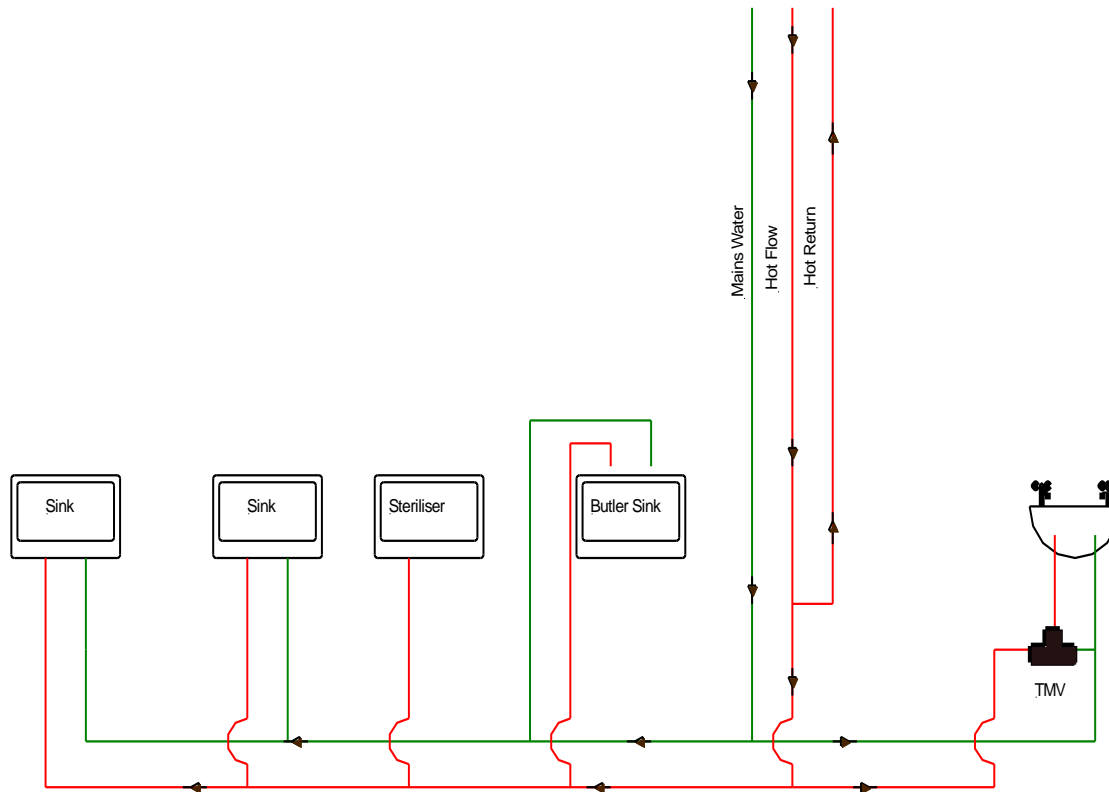 Mains Water
Hot Flow
Hot Return
Sink
Sink
Steriliser
Butler Sink
TMV